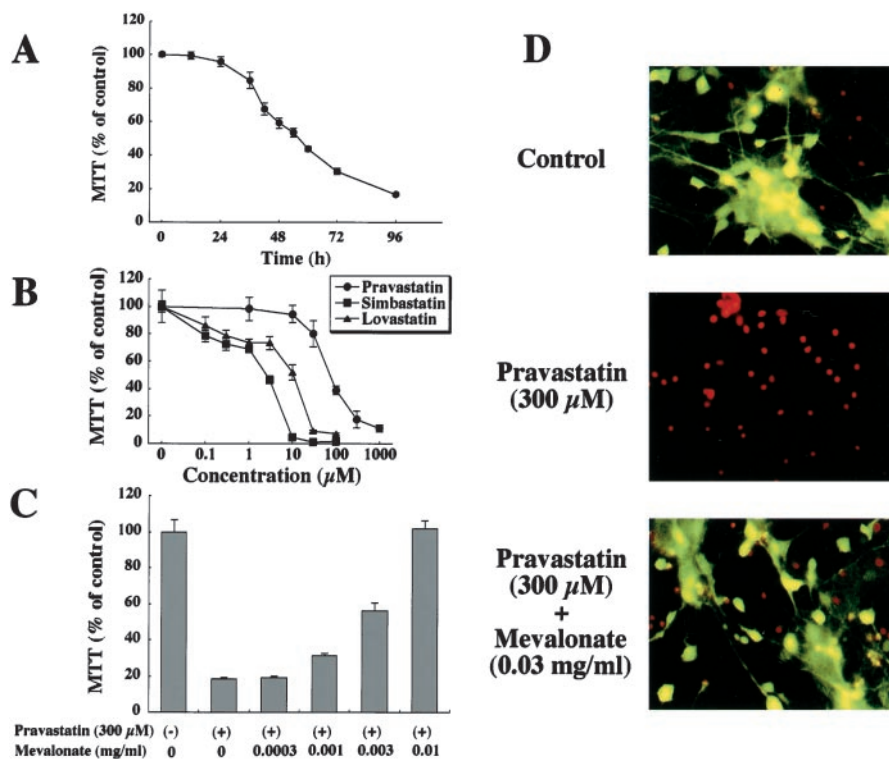 A
MTT (% of control)
120
100
80
60
40
20
0
0 24 48 72 96
Time (h)
B
MTT (% of control)
120
100
80
60
40
20
0
Pravastatin
Simbastatin
Lovastatin
0 0.1 1 10 100 1000
Concentration (µM)
C
MTT (% of control)
120
100
80
60
40
20
0
Pravastatin (300 µM) (-) (+) (+) (+) (+) (+)
Mevalonate (mg/ml) 0 0 0.0003 0.001 0.003 0.01
D
Control
Pravastatin
(300 µM)
Pravastatin
(300 µM)
+
Mevalonate
(0.03 mg/ml)